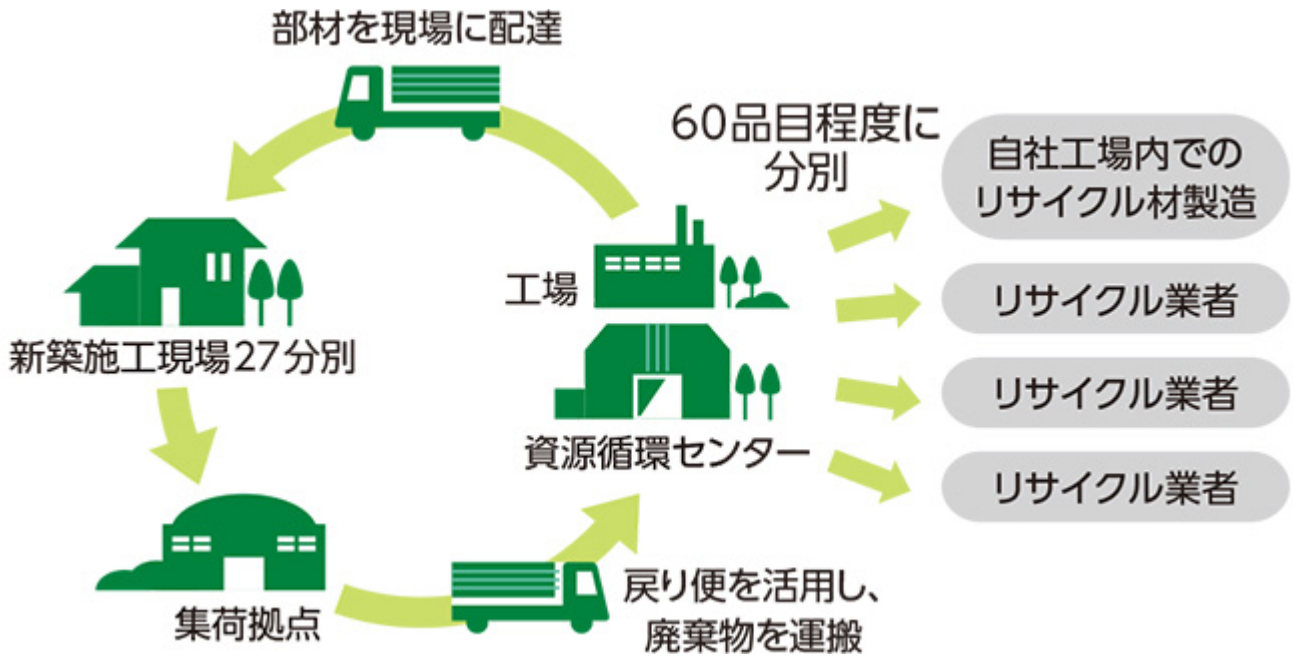 部材を現場に配達
60品目程度に
分別
自社工場内での
リサイクル材製造
工場
リサイクル業者
新築施工現場27分別
リサイクル業者
資源循環センター
リサイクル業者
集荷拠点
戻り便を活用し、
廃棄物を運搬